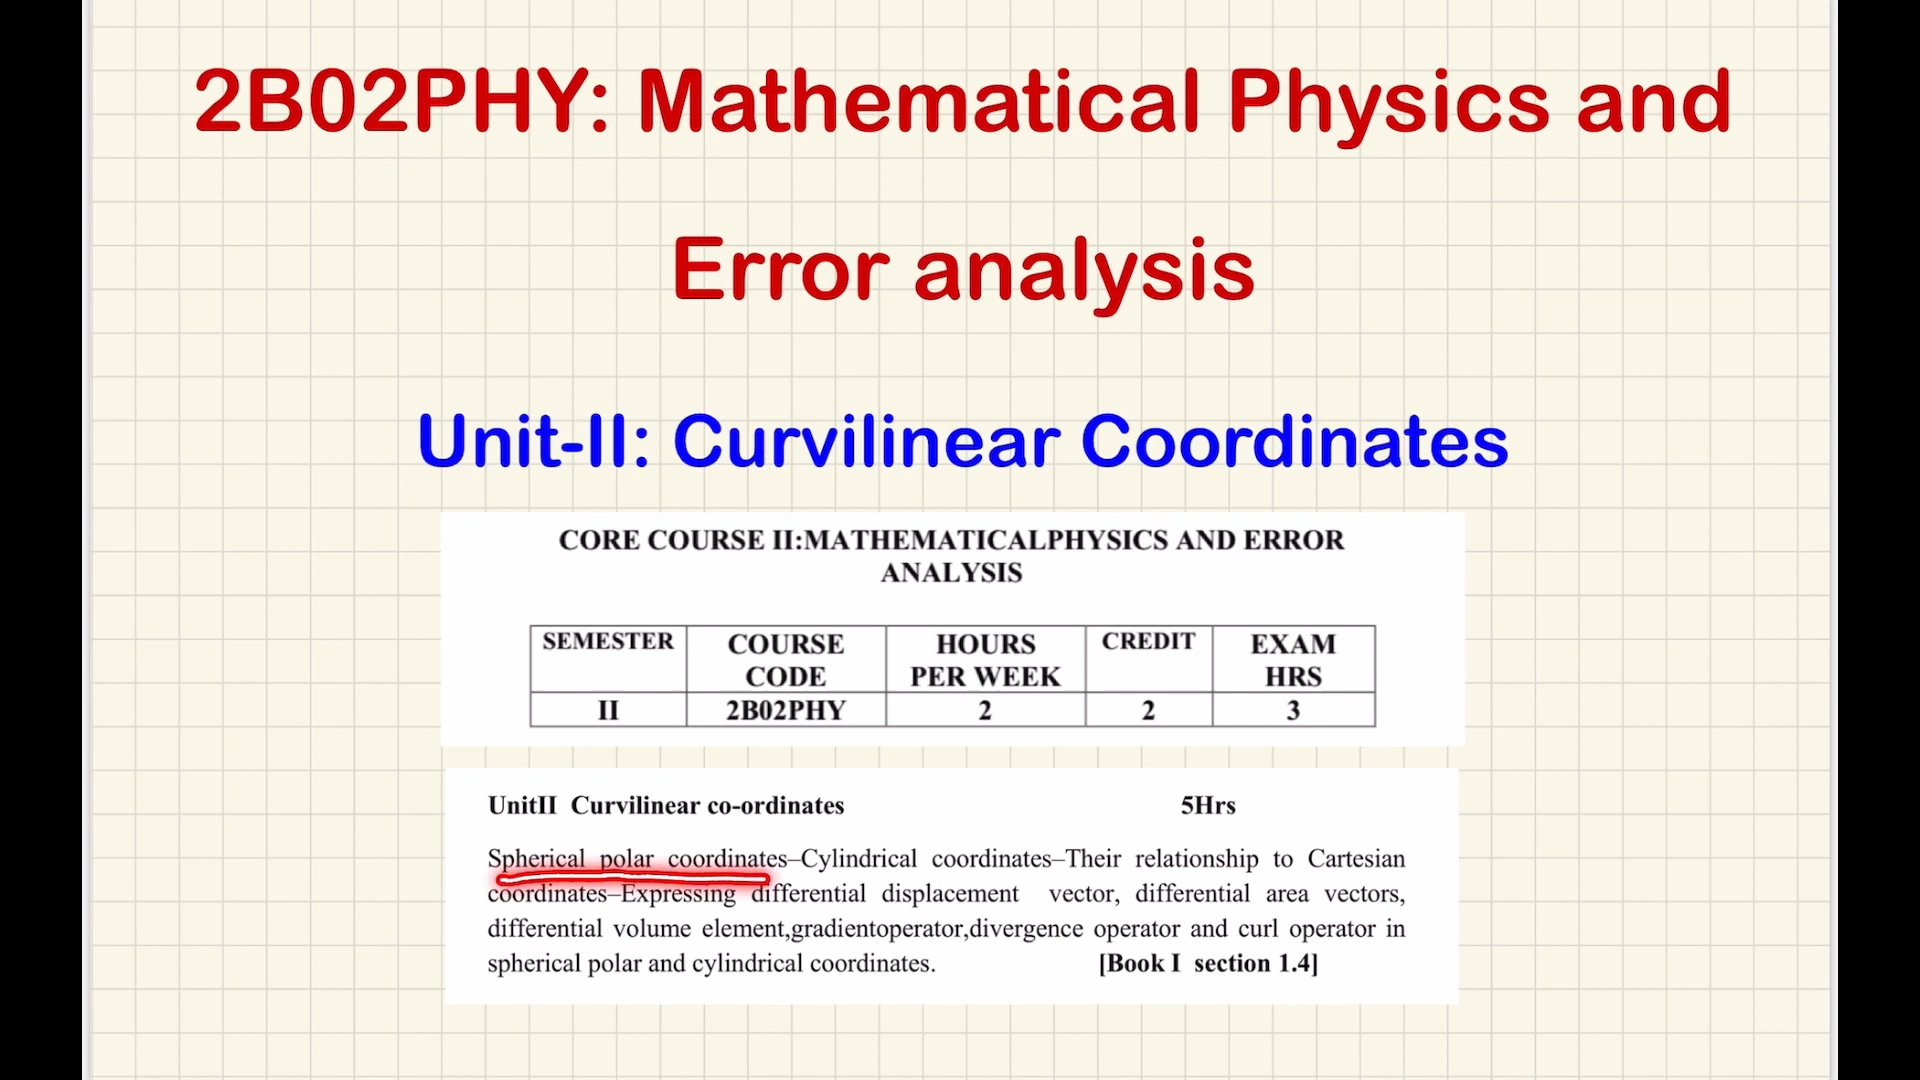 2B02PHY: Mathematical Physics and
Error analysis
Unit-II: Curvilinear Coordinates
CORE COURSE II:MATHEMATICALPHYSICS AND ERROR
ANALYSIS
SEMESTER COURSE CODE HOURS PER WEEK CREDIT EXAM HRS
II 2B02PHY 2 2 3
UnitII Curvilinear co-ordinates 5Hrs
Spherical polar coordinates–Cylindrical coordinates–Their relationship to Cartesian
coordinates–Expressing differential displacement vector, differential area vectors,
differential volume element,gradientoperator,divergence operator and curl operator in
spherical polar and cylindrical coordinates. [Book I section 1.4]